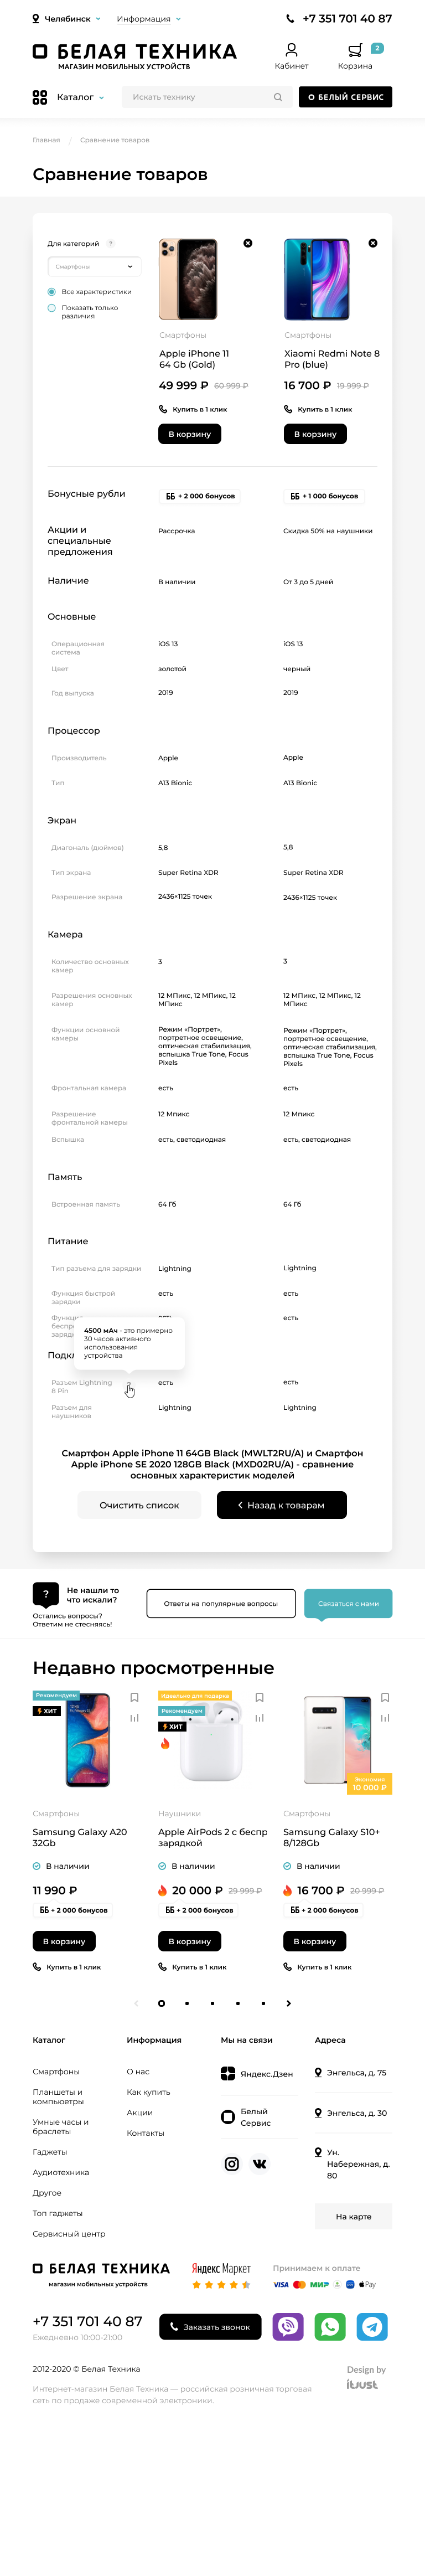 Челябинск Информация +7 351 701 40 87
БЕЛАЯ ТЕХНИКА
МАГАЗИН МОБИЛЬНЫХ УСТРОЙСТВ
Кабинет Корзина 2
Каталог Искать технику БЕЛЫЙ СЕРВИС
Главная / Сравнение товаров
Сравнение товаров
Для категорий ?
Смартфоны
Все характеристики
Показать только
различия
Смартфоны
Apple iPhone 11
64 Gb (Gold)
49 999 ₽ 60 999 ₽
Купить в 1 клик
В корзину
Смартфоны
Xiaomi Redmi Note 8
Pro (blue)
16 700 ₽ 19 999 ₽
Купить в 1 клик
В корзину
Бонусные рубли + 2 000 бонусов + 1 000 бонусов
Акции и
специальные
предложения
Рассрочка Скидка 50% на наушники
Наличие В наличии От 3 до 5 дней
Основные
Операционная
система
iOS 13 iOS 13
Цвет золотой черный
Год выпуска 2019 2019
Процессор
Производитель Apple Apple
Тип A13 Bionic A13 Bionic
Экран
Диагональ (дюймов) 5,8 5,8
Тип экрана Super Retina XDR Super Retina XDR
Разрешение экрана 2436×1125 точек 2436×1125 точек
Камера
Количество основных
камер
3 3
Разрешения основных
камер
12 МПикс, 12 МПикс, 12
МПикс
12 МПикс, 12 МПикс, 12
МПикс
Функции основной
камеры
Режим «Портрет»,
портретное освещение,
оптическая стабилизация,
вспышка True Tone, Focus
Pixels
Режим «Портрет»,
портретное освещение,
оптическая стабилизация,
вспышка True Tone, Focus
Pixels
Фронтальная камера есть есть
Разрешение
фронтальной камеры
12 Мпикс 12 Мпикс
Вспышка есть, светодиодная есть, светодиодная
Память
Встроенная память 64 Гб 64 Гб
Питание
Тип разъема для зарядки Lightning Lightning
Функция быстрой
зарядки
есть есть
есть
4500 мАч - это примерно
30 часов активного
использования
устройства
Разъем Lightning
8 Pin
есть есть
Разъем для
наушников
Lightning Lightning
Смартфон Apple iPhone 11 64GB Black (MWLT2RU/A) и Смартфон
Apple iPhone SE 2020 128GB Black (MXD02RU/A) - сравнение
основных характеристик моделей
Очистить список Назад к товарам
?
Не нашли то
что искали?
Остались вопросы?
Ответим не стесняясь!
Ответы на популярные вопросы Связаться с нами
Недавно просмотренные
Рекомендуем
ХИТ
Смартфоны
Samsung Galaxy A20
32Gb
В наличии
11 990 ₽
+ 2 000 бонусов
В корзину
Купить в 1 клик
Идеально для подарка
Рекомендуем
ХИТ
Наушники
Apple AirPods 2 с беспр
зарядкой
В наличии
20 000 ₽ 29 999 ₽
+ 2 000 бонусов
В корзину
Купить в 1 клик
Экономия
10 000 ₽
Смартфоны
Samsung Galaxy S10+
8/128Gb
В наличии
16 700 ₽ 20 999 ₽
+ 2 000 бонусов
В корзину
Купить в 1 клик
Каталог
Смартфоны
Планшеты и
компьюетры
Умные часы и
браслеты
Гаджеты
Аудиотехника
Другое
Топ гаджеты
Сервисный центр
Информация
О нас
Как купить
Акции
Контакты
Мы на связи
Яндекс.Дзен
Белый
Сервис
Адреса
Энгельса, д. 75
Энгельса, д. 30
Ун.
Набережная, д.
80
На карте
БЕЛАЯ ТЕХНИКА
магазин мобильных устройств
Яндекс Маркет
Принимаем к оплате
VISA МИР Pay
+7 351 701 40 87
Ежедневно 10:00-21:00
Заказать звонок
2012-2020 © Белая Техника
Интернет-магазин Белая Техника — российская розничная торговая
сеть по продаже современной электроники.
Design by
itrust